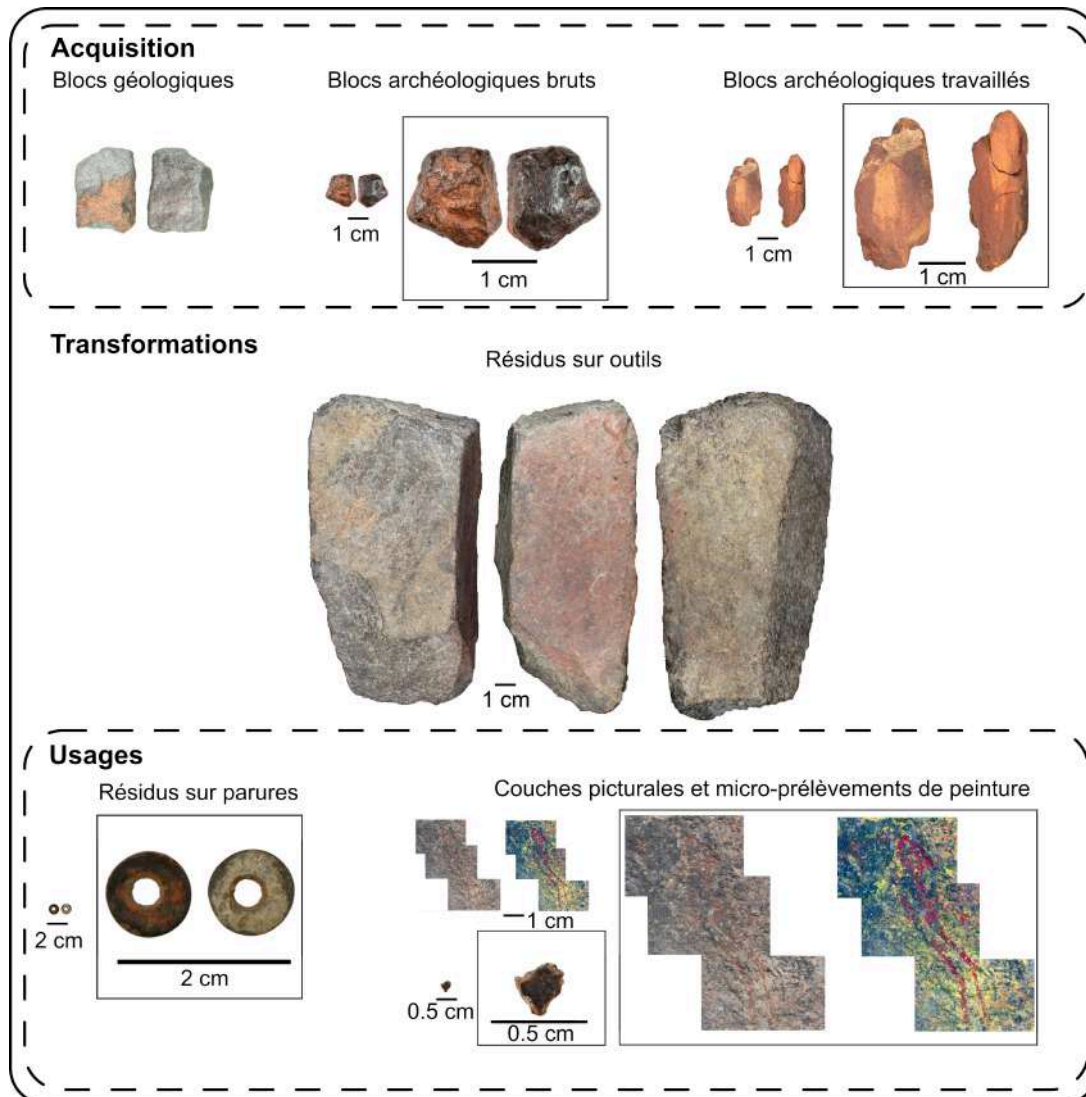 Acquisition
Blocs géologiques
Blocs archéologiques bruts
Blocs archéologiques travaillés
1 cm
1 cm
1 cm
1 cm
Transformations
Résidus sur outils
1 cm
Usages
Résidus sur parures
Couches picturales et micro-prélèvements de peinture
2 cm
2 cm
1 cm
0.5 cm
0.5 cm